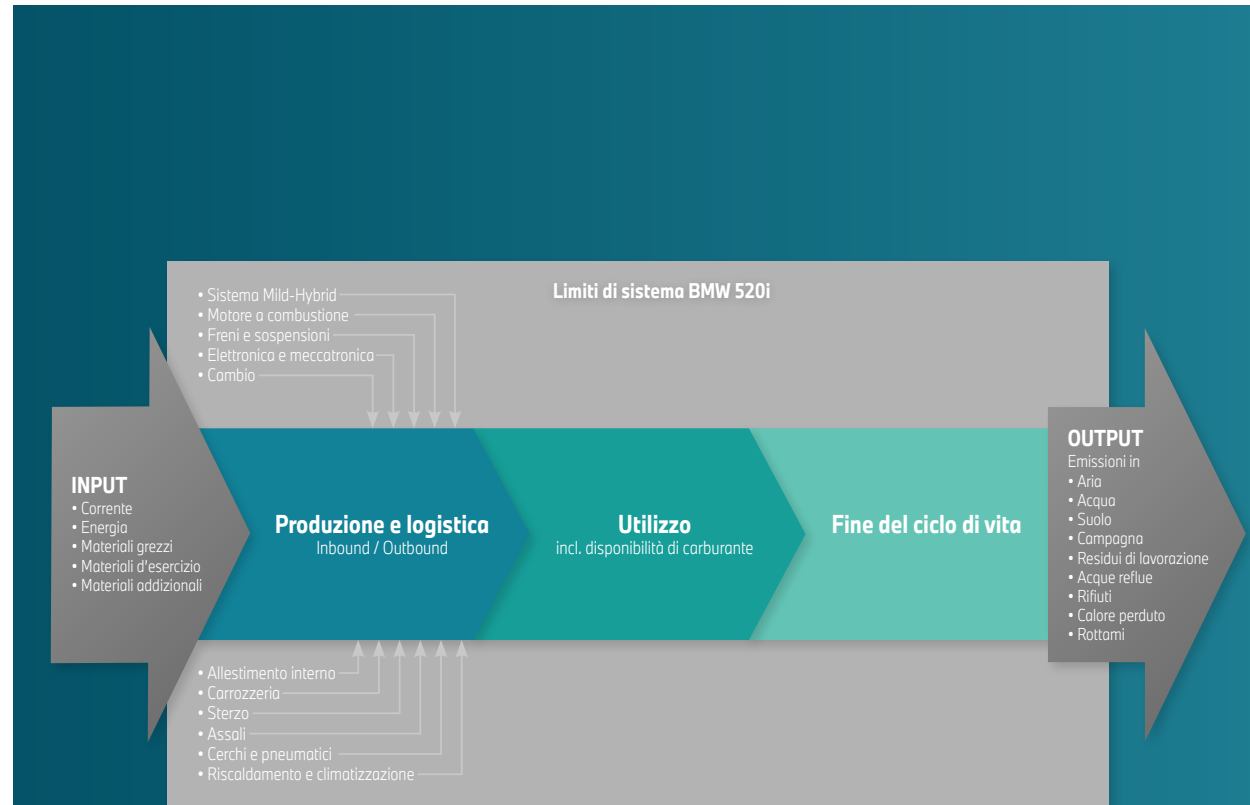 Limiti di sistema BMW 520i
• Sistema Mild-Hybrid
• Motore a combustione
• Freni e sospensioni
• Elettronica e meccatronica
• Cambio
INPUT
• Corrente
• Energia
• Materiali grezzi
• Materiali d'esercizio
• Materiali addizionali
Produzione e logistica
Inbound / Outbound
Utilizzo
incl. disponibilità di carburante
Fine del ciclo di vita
OUTPUT
Emissioni in
• Aria
• Acqua
• Suolo
• Campagna
• Residui di lavorazione
• Acque reflue
• Rifiuti
• Calore perduto
• Rottami
• Allestimento interno
• Carrozzeria
• Sterzo
• Assali
• Cerchi e pneumatici
• Riscaldamento e climatizzazione